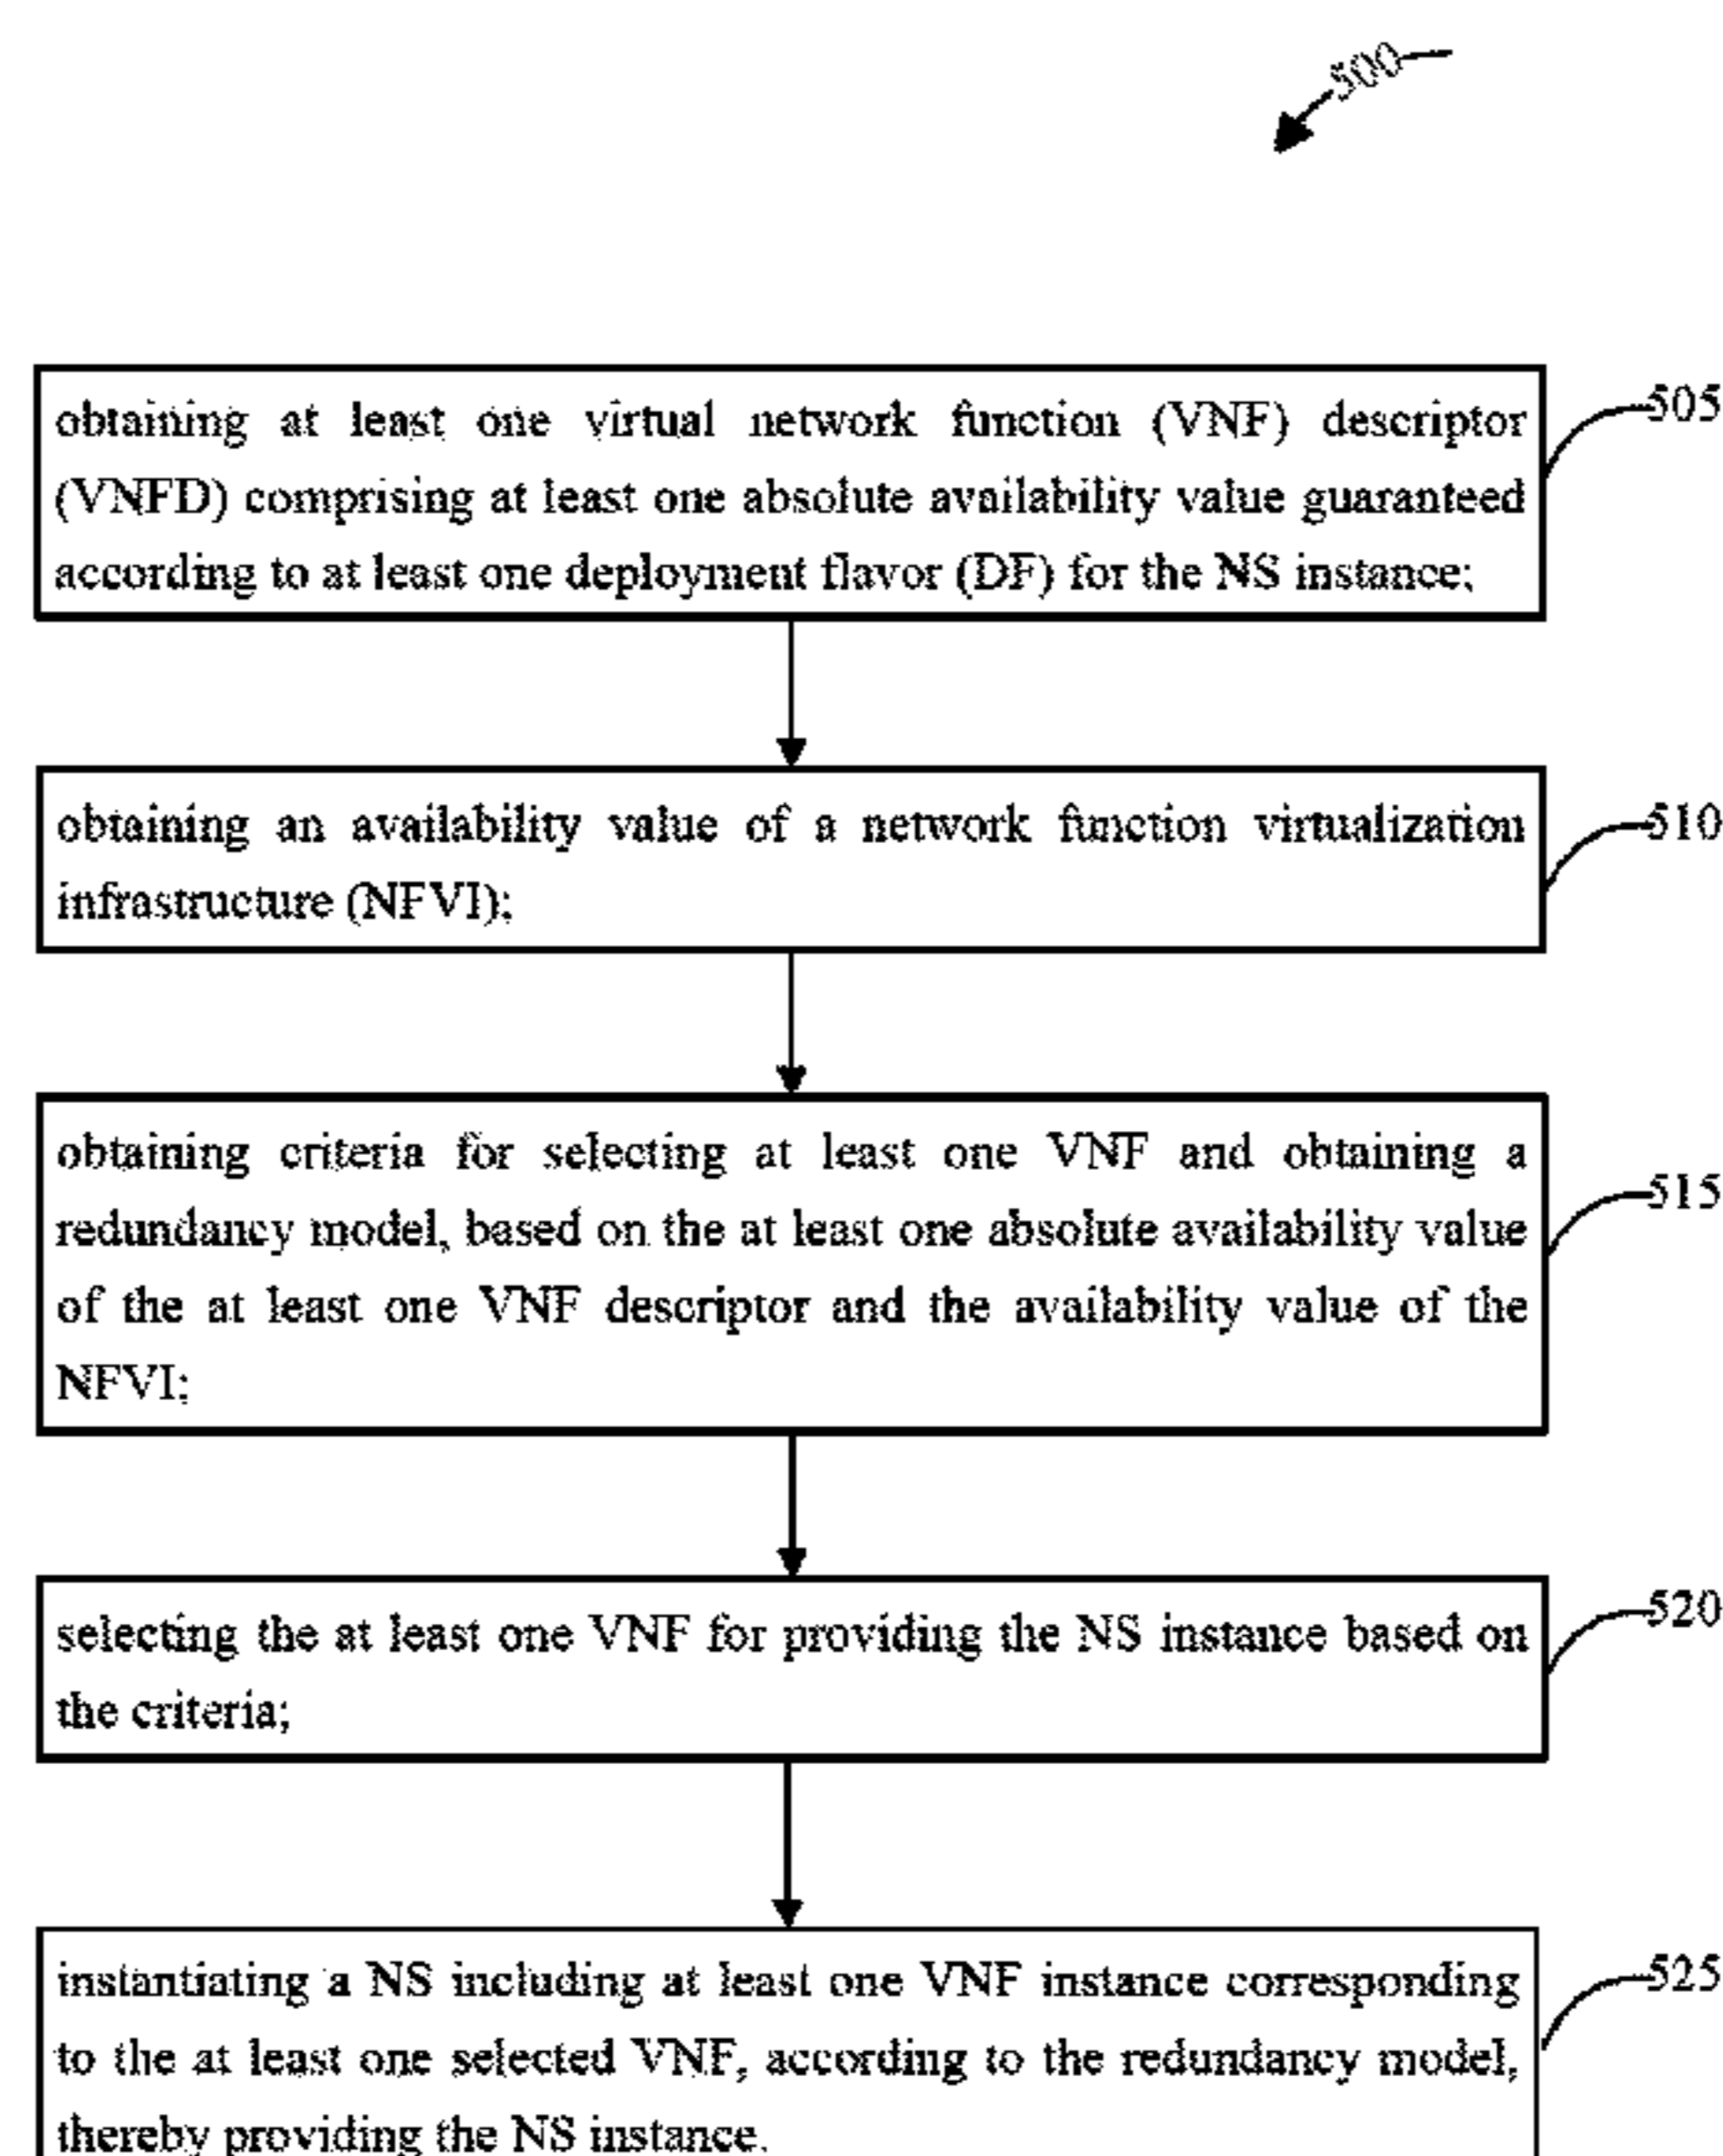 500
obtaining at least one virtual network function (VNF) descriptor
(VNFD) comprising at least one absolute availability value guaranteed
according to at least one deployment flavor (DF) for the NS instance;
505
obtaining an availability value of a network function virtualization
infrastructure (NFVI);
510
obtaining criteria for selecting at least one VNF and obtaining a
redundancy model, based on the at least one absolute availability value
of the at least one VNF descriptor and the availability value of the
NFVI;
515
selecting the at least one VNF for providing the NS instance based on
the criteria;
520
instantiating a NS including at least one VNF instance corresponding
to the at least one selected VNF, according to the redundancy model,
thereby providing the NS instance.
525